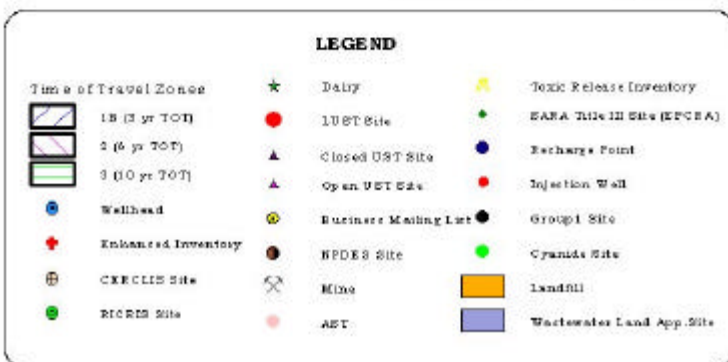 LEGEND
Time of Travel Zones
1B (3 yr TOT)
2 (6 yr TOT)
3 (10 yr TOT)
Wellhead
Enhanced Inventory
CERCLIS Site
RICRIS Site
Dairy
LUST Site
Closed UST Site
Open UST Site
Business Mailing List
NPDES Site
Mine
AST
Toxic Release Inventory
SARA Title III Site (EPCRA)
Recharge Point
Injection Well
Group1 Site
Cyanide Site
Landfill
Wastewater Land App.Site